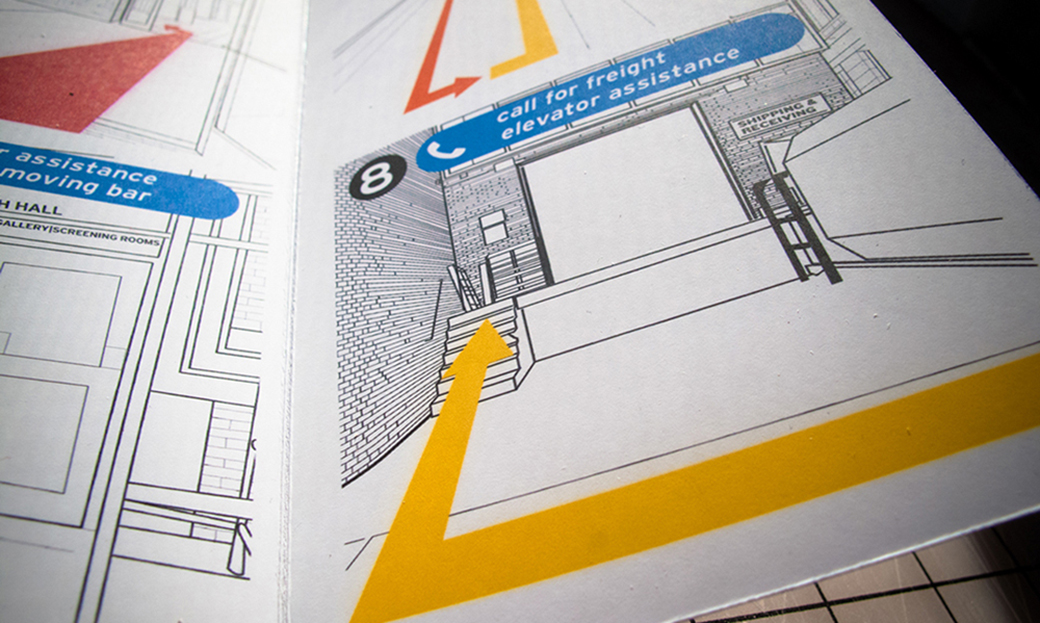 r assistance
moving bar
H HALL
GALLERY|SCREENING ROOMS
call for freight
elevator assistance
8
SHIPPING &
RECEIVING